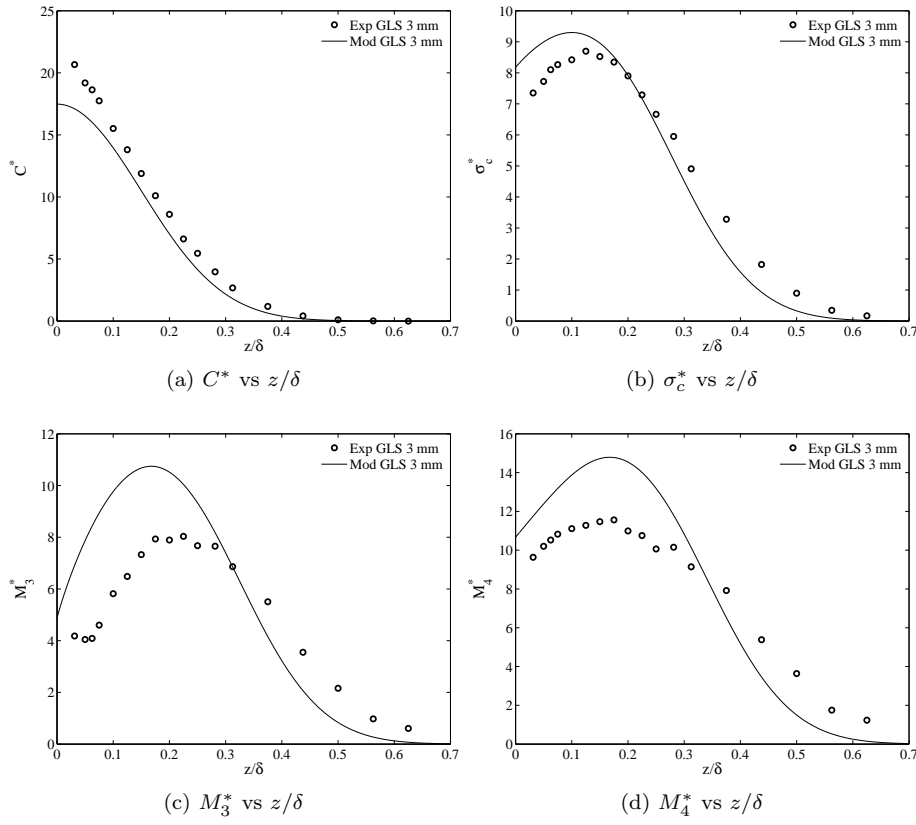 25
20
15
10
5
0
C*
0 0.1 0.2 0.3 0.4 0.5 0.6 0.7
z/δ
Exp GLS 3 mm
Mod GLS 3 mm
(a) C* vs z/δ
10
9
8
7
6
5
4
3
2
1
0
σc*
0 0.1 0.2 0.3 0.4 0.5 0.6 0.7
z/δ
Exp GLS 3 mm
Mod GLS 3 mm
(b) σc* vs z/δ
12
10
8
6
4
2
0
M3*
0 0.1 0.2 0.3 0.4 0.5 0.6 0.7
z/δ
Exp GLS 3 mm
Mod GLS 3 mm
(c) M3* vs z/δ
16
14
12
10
8
6
4
2
0
M4*
0 0.1 0.2 0.3 0.4 0.5 0.6 0.7
z/δ
Exp GLS 3 mm
Mod GLS 3 mm
(d) M4* vs z/δ